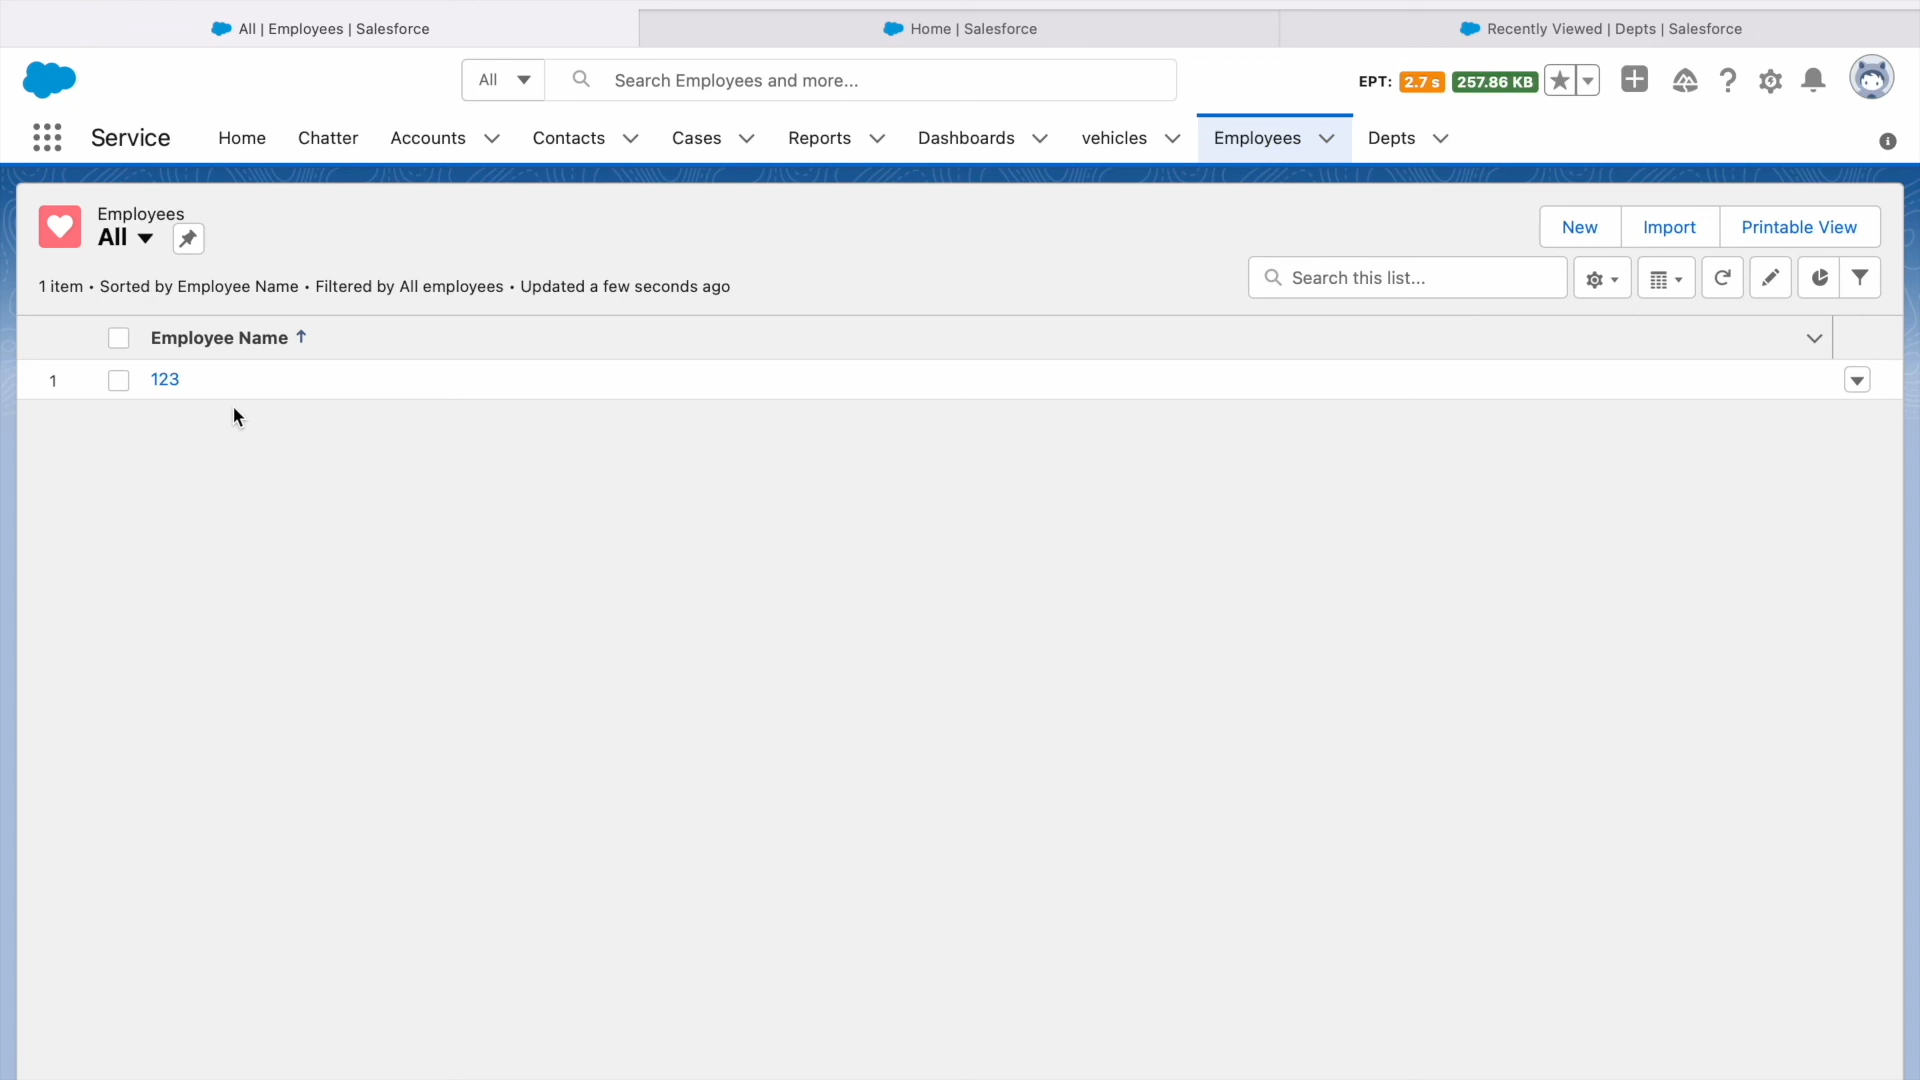 All | Employees | Salesforce
Home | Salesforce
Recently Viewed | Depts | Salesforce
All
Search Employees and more...
EPT: 2.7 s 257.86 KB
Service
Home
Chatter
Accounts
Contacts
Cases
Reports
Dashboards
vehicles
Employees
Depts
Employees
All
New
Import
Printable View
1 item • Sorted by Employee Name • Filtered by All employees • Updated a few seconds ago
Search this list...
Employee Name
1
123